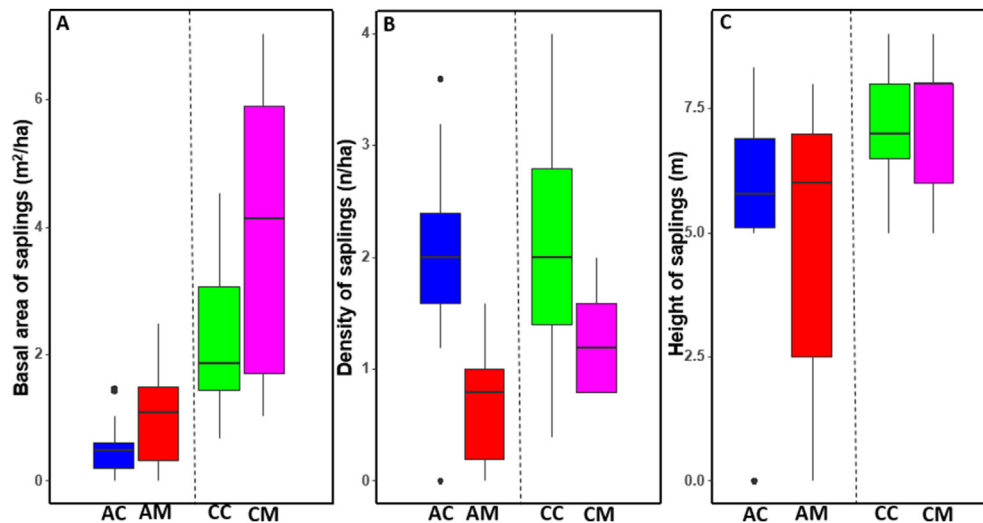 A
Basal area of saplings (m²/ha)
6
4
2
0
AC AM CC CM
B
Density of saplings (n/ha)
4
3
2
1
0
AC AM CC CM
C
Height of saplings (m)
7.5
5.0
2.5
0.0
AC AM CC CM